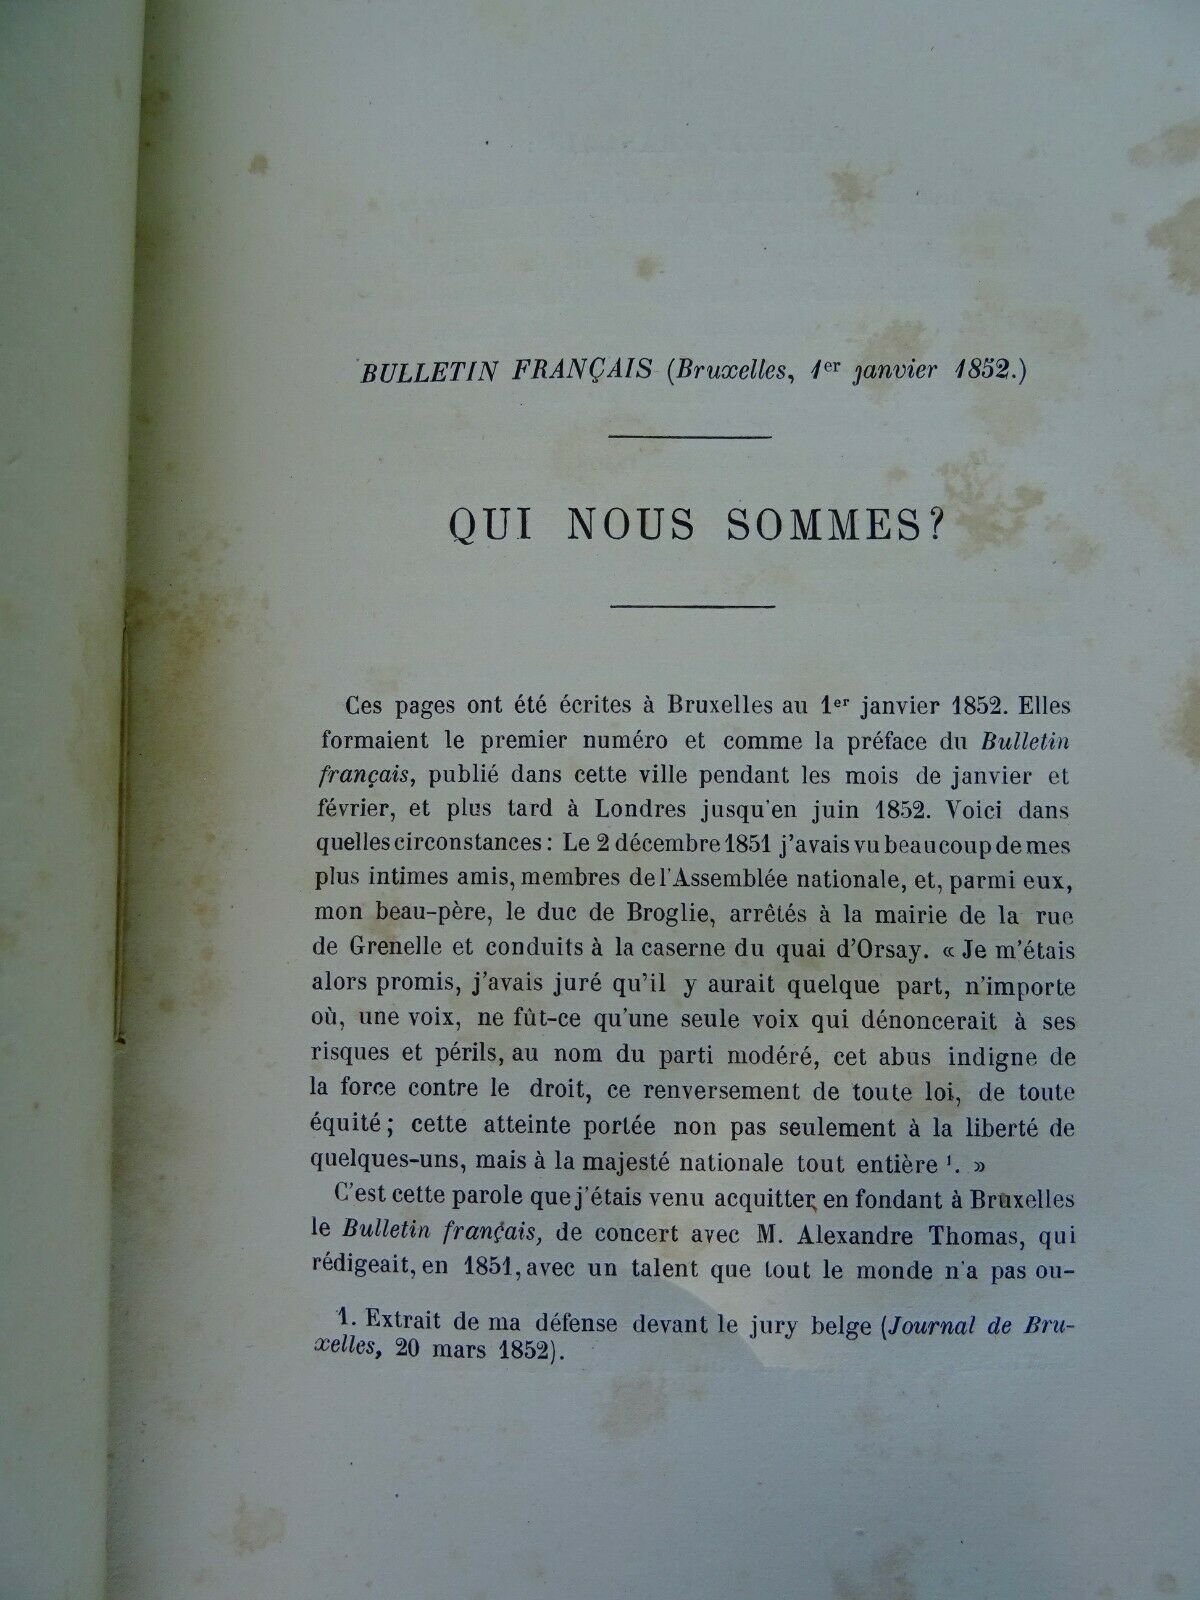 BULLETIN FRANÇAIS (Bruxelles, 1er janvier 1852.)
QUI NOUS SOMMES?
Ces pages ont été écrites à Bruxelles au 1er janvier 1852. Elles
formaient le premier numéro et comme la préface du Bulletin
français, publié dans cette ville pendant les mois de janvier et
février, et plus tard à Londres jusqu'en juin 1852. Voici dans
quelles circonstances : Le 2 décembre 1851 j'avais vu beaucoup de mes
plus intimes amis, membres de l'Assemblée nationale, et, parmi eux,
mon beau-père, le duc de Broglie, arrêtés à la mairie de la rue
de Grenelle et conduits à la caserne du quai d'Orsay. « Je m'étais
alors promis, j'avais juré qu'il y aurait quelque part, n'importe
où, une voix, ne fût-ce qu'une seule voix qui dénoncerait à ses
risques et périls, au nom du parti modéré, cet abus indigne de
la force contre le droit, ce renversement de toute loi, de toute
équité ; cette atteinte portée non pas seulement à la liberté de
quelques-uns, mais à la majesté nationale tout entière 1. »
C'est cette parole que j'étais venu acquitter, en fondant à Bruxelles
le Bulletin français, de concert avec M. Alexandre Thomas, qui
rédigeait, en 1851, avec un talent que tout le monde n'a pas ou-
1. Extrait de ma défense devant le jury belge (Journal de Bru-
xelles, 20 mars 1852).